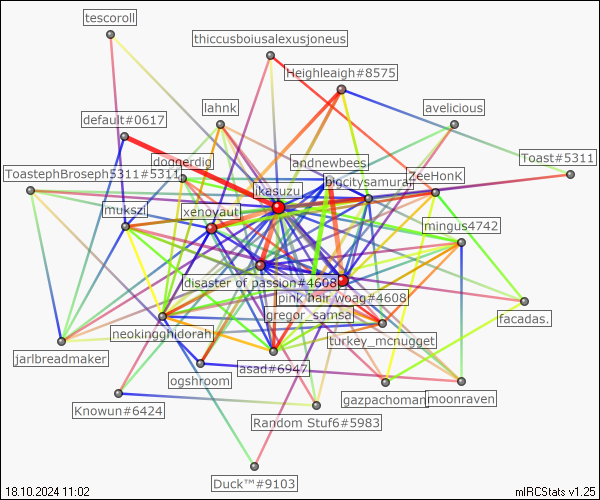 tescoroll
thiccusboiusalexusjoneus
Heighleaigh#8575
lahnk
avelicious
default#0617
doggerdig
andnewbees
Toast#5311
ToastephBroseph5311#5311
ikasuzu
bigcitysamurai
ZeeHonK
mukszi
xenoyaut
mingus4742
disaster of passion#4608
pink hair woag#4608
gregor_samsa
facadas.
neokingghidorah
turkey_mcnugget
jarlbreadmaker
ogshroom
asad#6947
gazpachoman
moonraven
Knowun#6424
Random Stuf6#5983
Duck™#9103
18.10.2024 11:02
mIRCStats v1.25